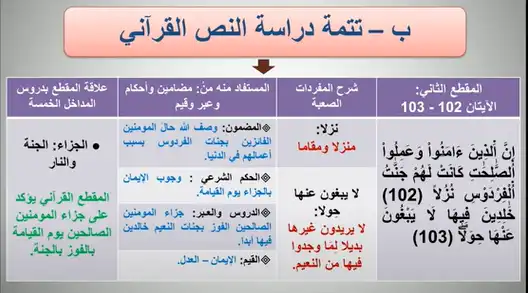 ب – تتمة دراسة النص القرآني
المقطع الثاني:
الآيتان 102 - 103
إِنَّ ٱلَّذِينَ ءَامَنُواْ وَعَمِلُواْ
ٱلصَّٰلِحَٰتِ كَانَتْ لَهُمْ جَنَّٰتُ
ٱلْفِرْدَوْسِ نُزُلًا (102)
خَٰلِدِينَ فِيهَا لَا يَبْغُونَ
عَنْهَا حِوَلًا (103)
شرح المفردات
الصعبة
نزلا:
منزلا ومقاما
لا يبغون عنها
حولا:
لا يريدون غيرها
بديلا لما وجدوا
فيها من النعيم.
المستفاد منه من: مضامين وأحكام
وعبر وقيم
المضمون: وصف الله حال المومنين
الفائزين بجنات الفردوس بسبب
أعمالهم في الدنيا.
الحكم الشرعي : وجوب الإيمان
بالجزاء يوم القيامة.
الدروس والعبر: جزاء المومنين
الصالحين الفوز بجنات النعيم خالدين
فيها أبدا.
القيم: الإيمان – العدل.
علاقة المقطع بدروس
المداخل الخمسة
• الجزاء: الجنة
والنار
المقطع القرآني يؤكد
على جزاء المومنين
الصالحين يوم القيامة
بالفوز بالجنة.